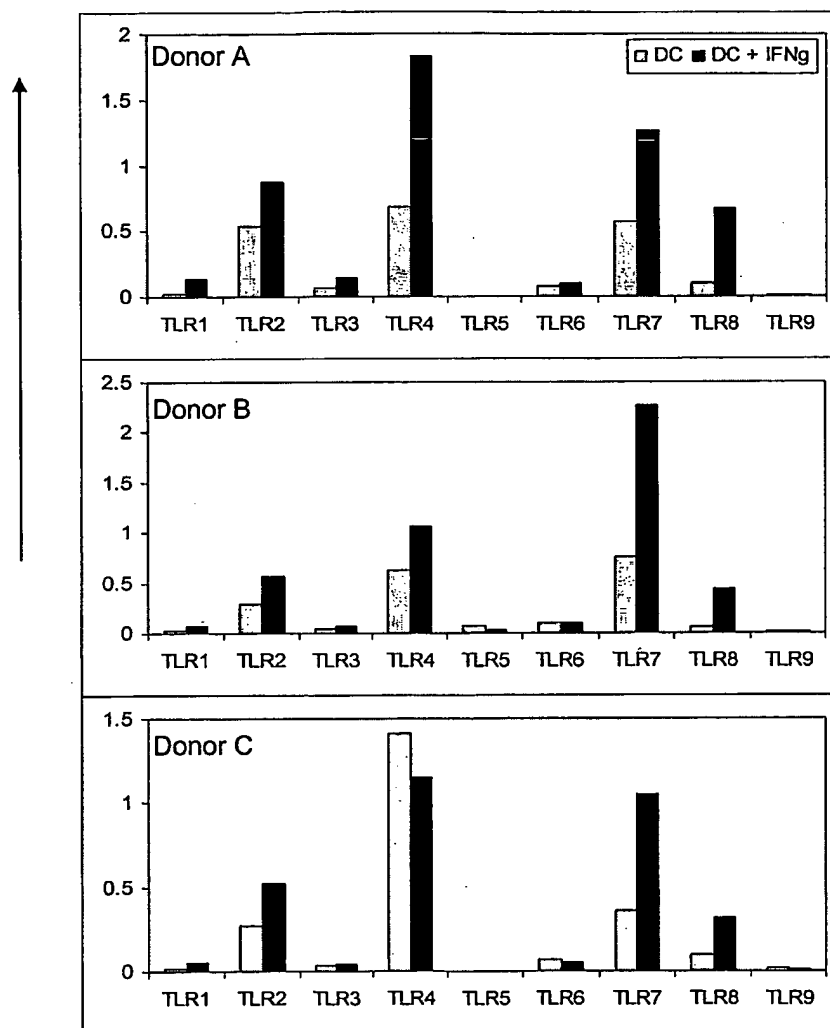 2
Donor A
DC DC + IFNg
1.5
1
0.5
0
TLR1 TLR2 TLR3 TLR4 TLR5 TLR6 TLR7 TLR8 TLR9
2.5
Donor B
2
1.5
1
0.5
0
TLR1 TLR2 TLR3 TLR4 TLR5 TLR6 TLR7 TLR8 TLR9
1.5
Donor C
1
0.5
0
TLR1 TLR2 TLR3 TLR4 TLR5 TLR6 TLR7 TLR8 TLR9